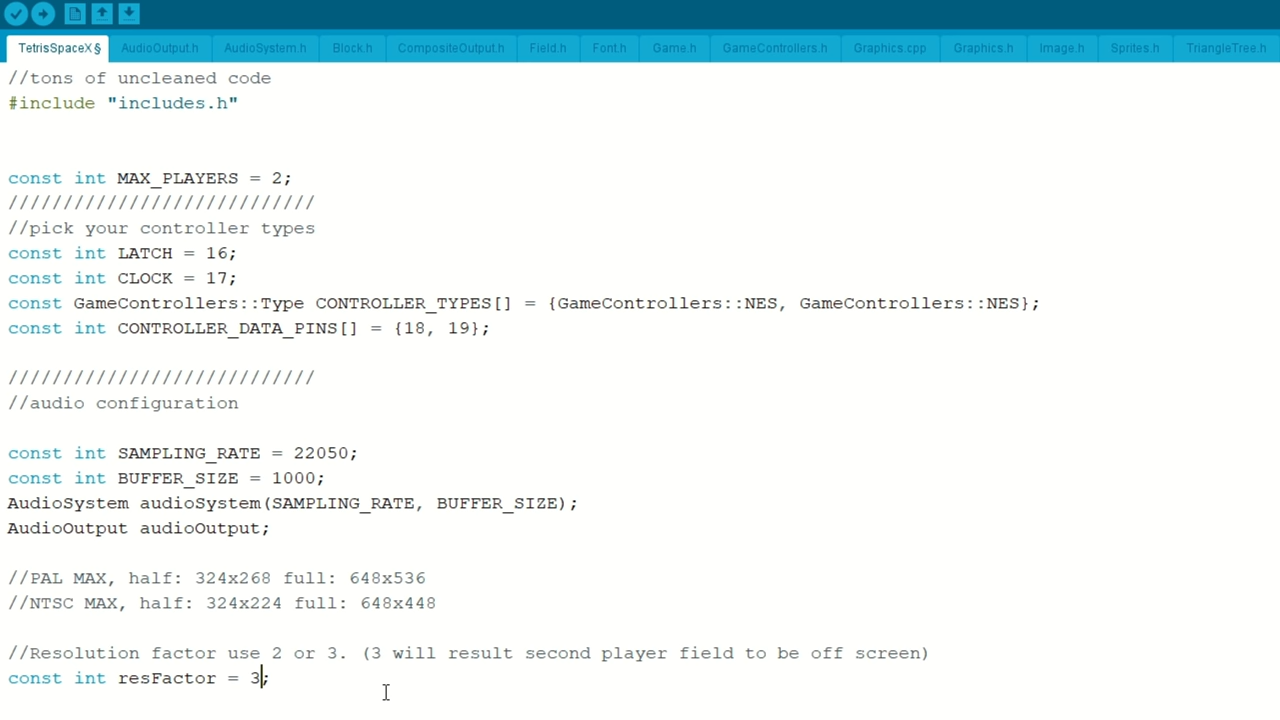 TetrisSpaceX§ AudioOutput.h AudioSystem.h Block.h CompositeOutput.h Field.h Font.h Game.h GameControllers.h Graphics.cpp Graphics.h Image.h Sprites.h TriangleTree.h
//tons of uncleaned code
#include "includes.h"
const int MAX_PLAYERS = 2;
////////////////////////////
//pick your controller types
const int LATCH = 16;
const int CLOCK = 17;
const GameControllers::Type CONTROLLER_TYPES[] = {GameControllers::NES, GameControllers::NES};
const int CONTROLLER_DATA_PINS[] = {18, 19};
////////////////////////////
//audio configuration
const int SAMPLING_RATE = 22050;
const int BUFFER_SIZE = 1000;
AudioSystem audioSystem(SAMPLING_RATE, BUFFER_SIZE);
AudioOutput audioOutput;
//PAL MAX, half: 324x268 full: 648x536
//NTSC MAX, half: 324x224 full: 648x448
//Resolution factor use 2 or 3. (3 will result second player field to be off screen)
const int resFactor = 3;